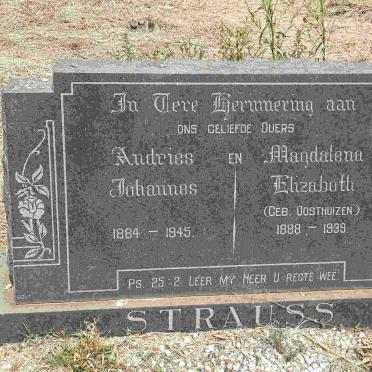 In Tere Herinnering aan
ONS GELIEFDE OUERS
Andries EN Magdalena
Johannes Elizabeth
(GEB. OOSTHUIZEN)
1884 – 1945. 1888 – 1939
PS. 25:2 LEER MY HEER U REGTE WEE
STRAUSS